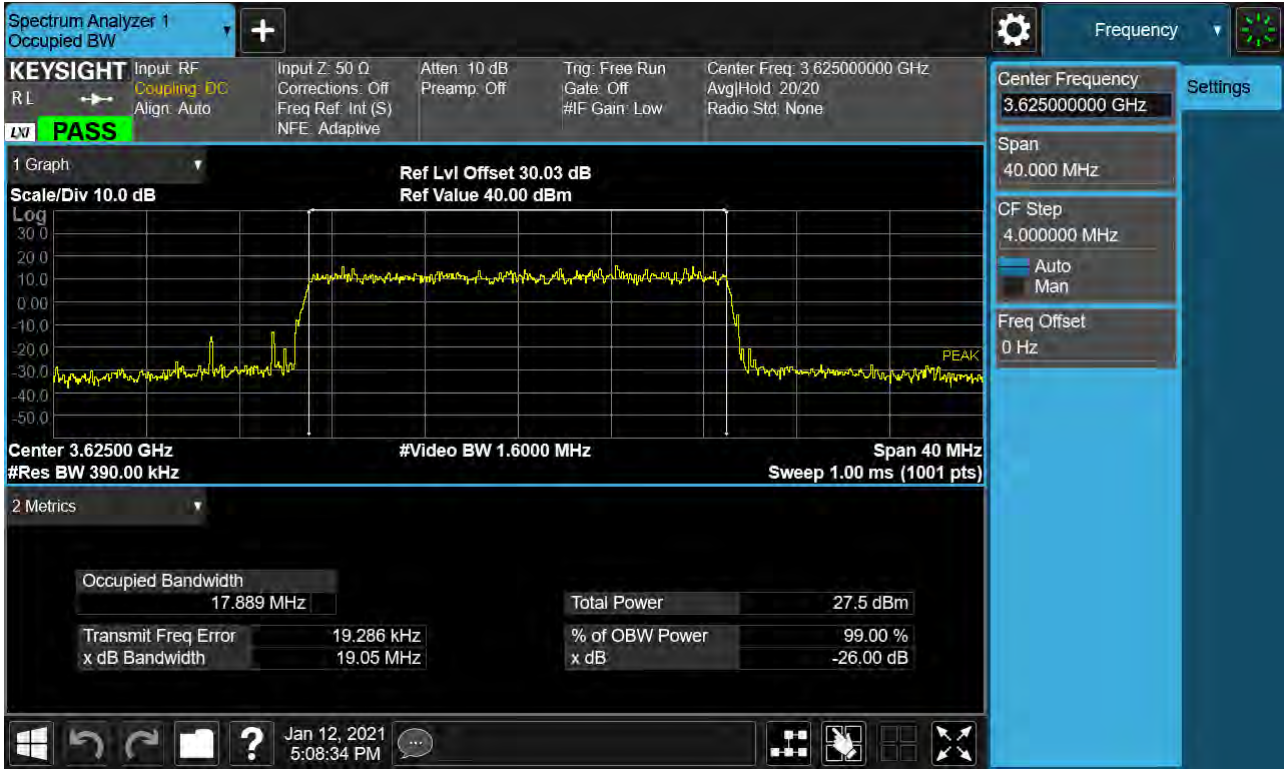 Spectrum Analyzer 1
Occupied BW
Frequency
KEYSIGHT
R L
LXI PASS
Input: RF
Coupling: DC
Align: Auto
Input Z: 50 Ω
Corrections: Off
Freq Ref: Int (S)
NFE: Adaptive
Atten: 10 dB
Preamp: Off
Trig: Free Run
Gate: Off
#IF Gain: Low
Center Freq: 3.625000000 GHz
Avg|Hold: 20/20
Radio Std: None
Center Frequency
3.625000000 GHz
Settings
Span
40.000 MHz
CF Step
4.000000 MHz
Auto
Man
Freq Offset
0 Hz
1 Graph
Scale/Div 10.0 dB
Ref Lvl Offset 30.03 dB
Ref Value 40.00 dBm
Log
30.0
20.0
10.0
0.00
-10.0
-20.0
-30.0
-40.0
-50.0
PEAK
Center 3.62500 GHz
#Video BW 1.6000 MHz
Span 40 MHz
#Res BW 390.00 kHz
Sweep 1.00 ms (1001 pts)
2 Metrics
Occupied Bandwidth
17.889 MHz
Total Power 27.5 dBm
Transmit Freq Error 19.286 kHz
% of OBW Power 99.00 %
x dB Bandwidth 19.05 MHz
x dB -26.00 dB
?
Jan 12, 2021
5:08:34 PM